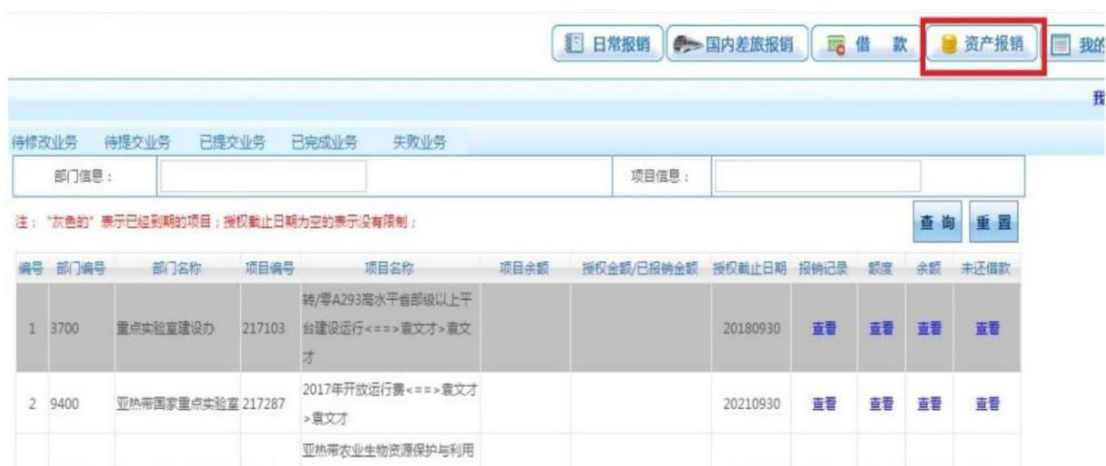 日常报销 国内差旅报销 借 款 资产报销 我的
我
待修改业务 待提交业务 已提交业务 已完成业务 失败业务
部门信息： 项目信息：
注：“灰色的”表示已经到期的项目；授权截止日期为空的表示没有限制；
查 询 重 置
编号 部门编号 部门名称 项目编号 项目名称 项目余额 授权金额/已报销金额 授权截止日期 报销记录 额度 余额 未还借款
转/零A293高水平省部级以上平
1 3700 重点实验室建设办 217103 台建设运行<==>袁文才>袁文 20180930 查看 查看 查看 查看
才
2017年开放运行费<==>袁文才
2 9400 亚热带国家重点实验室 217287 20210930 查看 查看 查看 查看
>袁文才
亚热带农业生物资源保护与利用